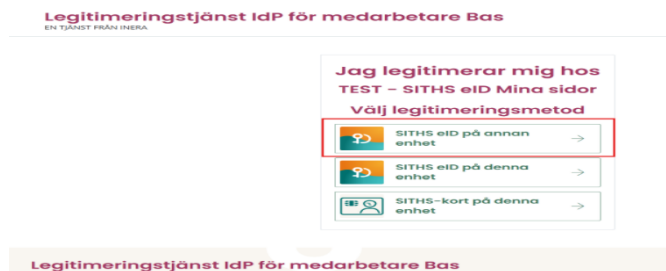 Legitimeringstjänst IdP för medarbetare Bas
EN TJÄNST FRÅN INERA
Jag legitimerar mig hos
TEST - SITHS eID Mina sidor
Välj legitimeringsmetod
SITHS eID på annan
enhet
SITHS eID på denna
enhet
SITHS-kort på denna
enhet
Legitimeringstjänst IdP för medarbetare Bas